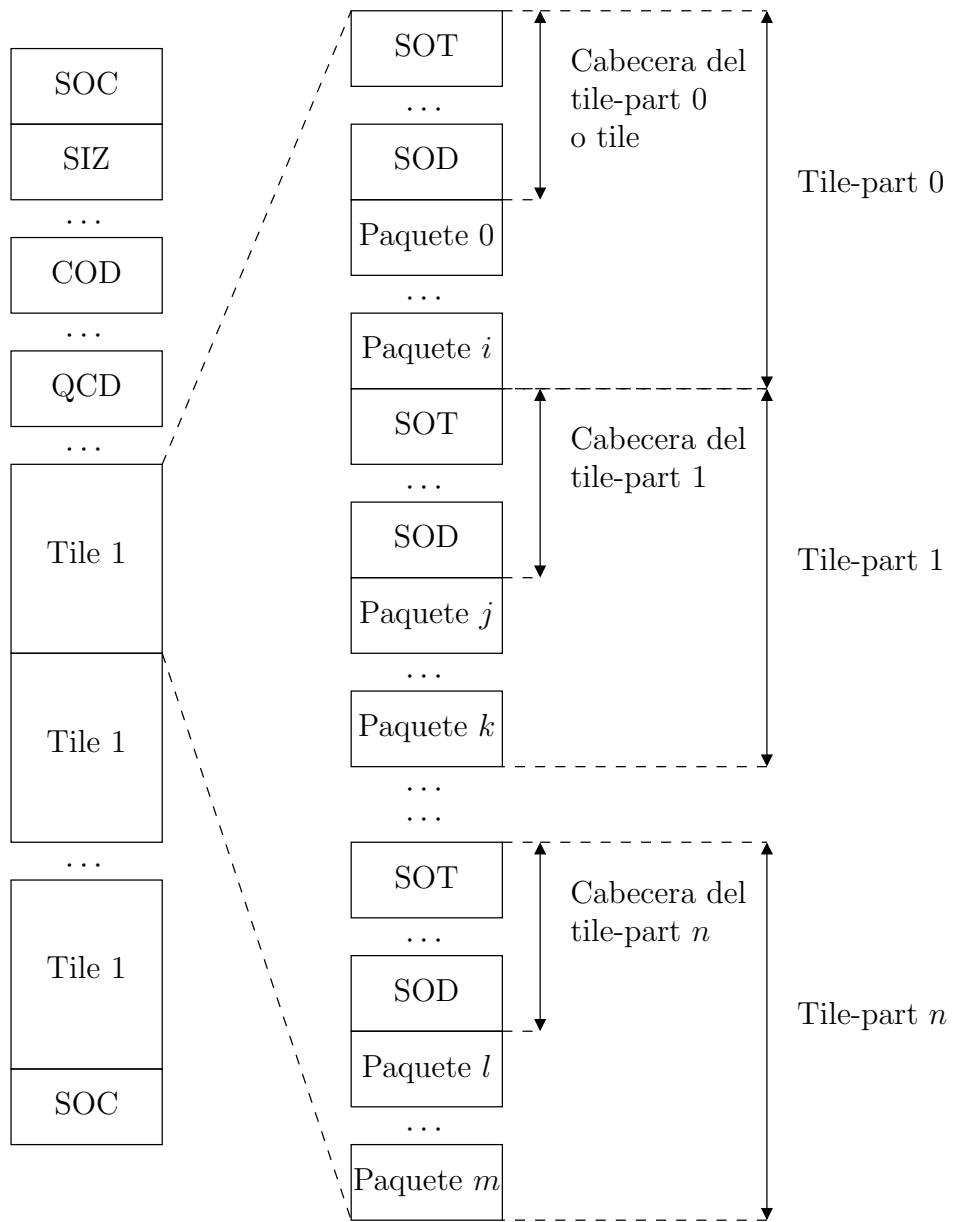 SOC
SIZ
...
COD
...
QCD
...
Tile 1
Tile 1
...
Tile 1
SOC
SOT
...
SOD
Paquete 0
...
Paquete i
SOT
...
SOD
Paquete j
...
Paquete k
...
...
SOT
...
SOD
Paquete l
...
Paquete m
Cabecera del
tile-part 0
o tile
Cabecera del
tile-part 1
Cabecera del
tile-part n
Tile-part 0
Tile-part 1
Tile-part n